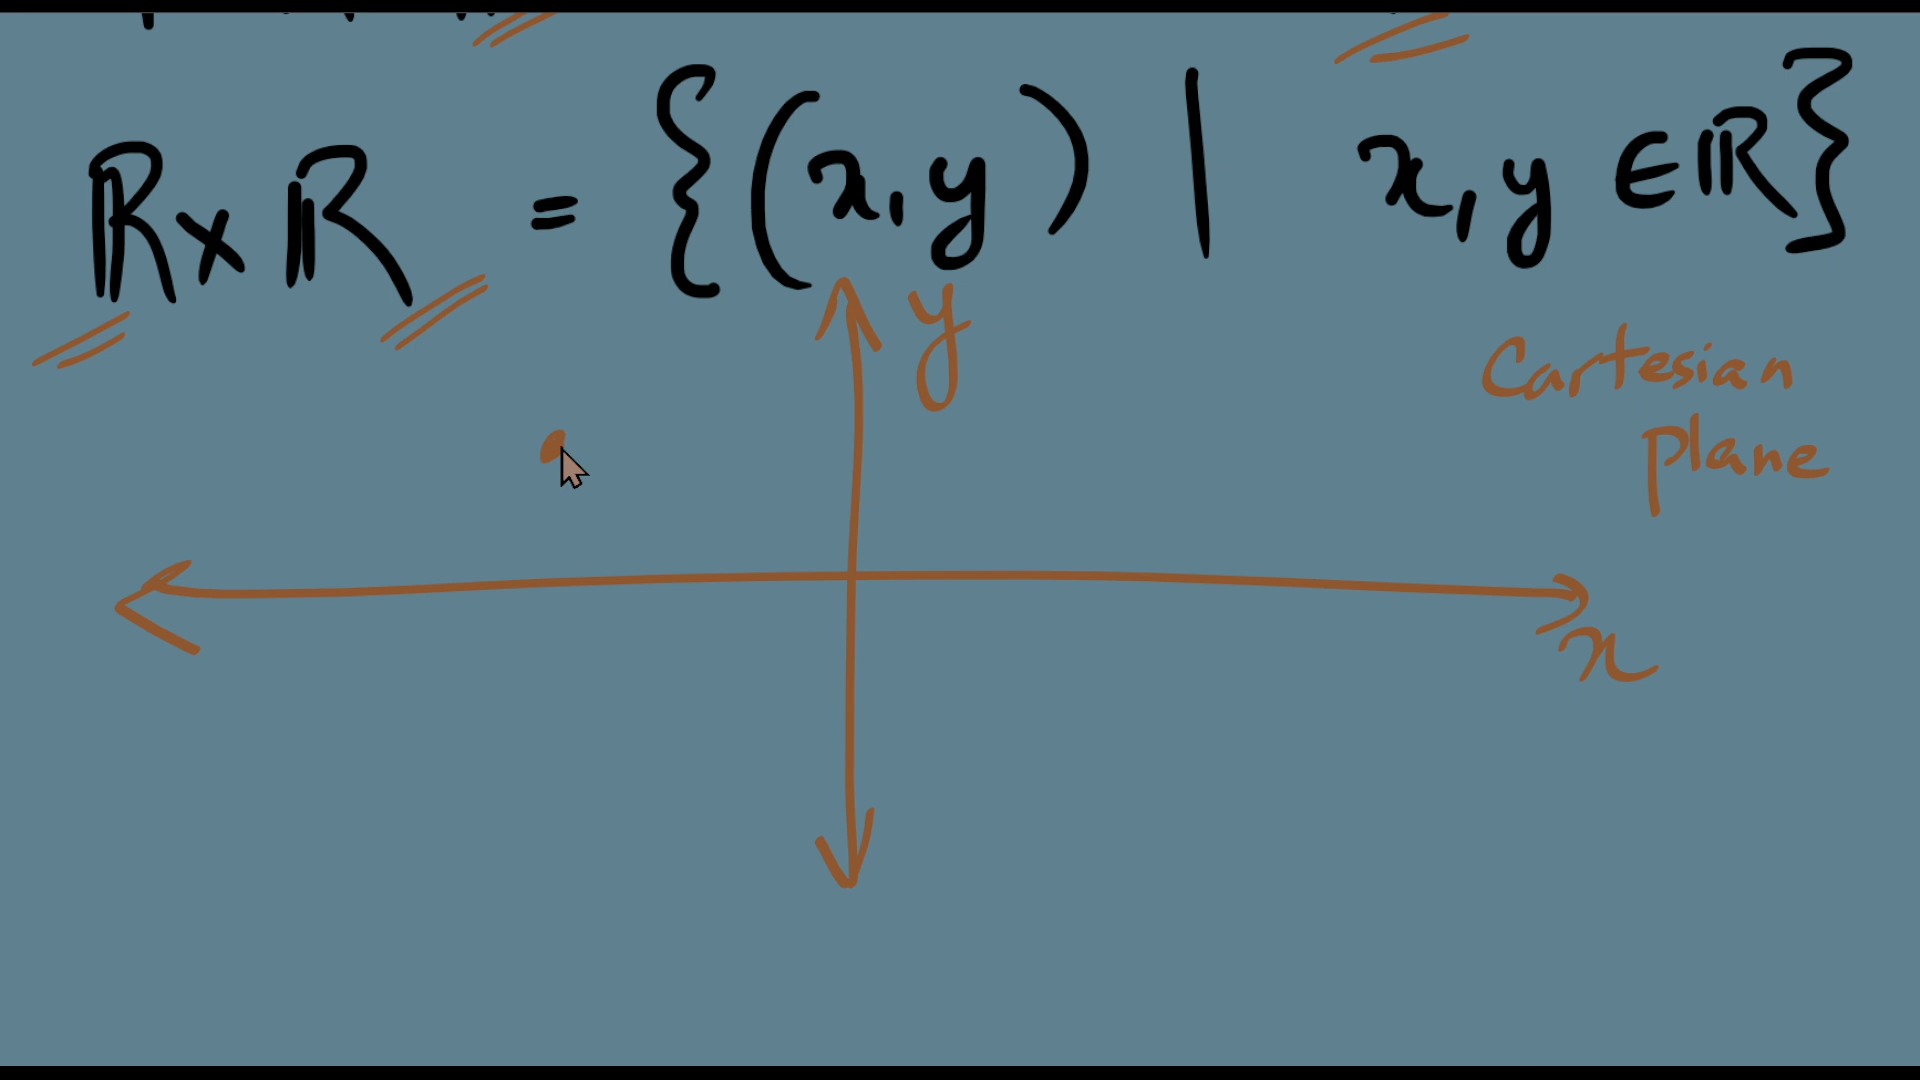 ℝ×ℝ = {(x,y) | x,y ∈ ℝ}
y
Cartesian
plane
x